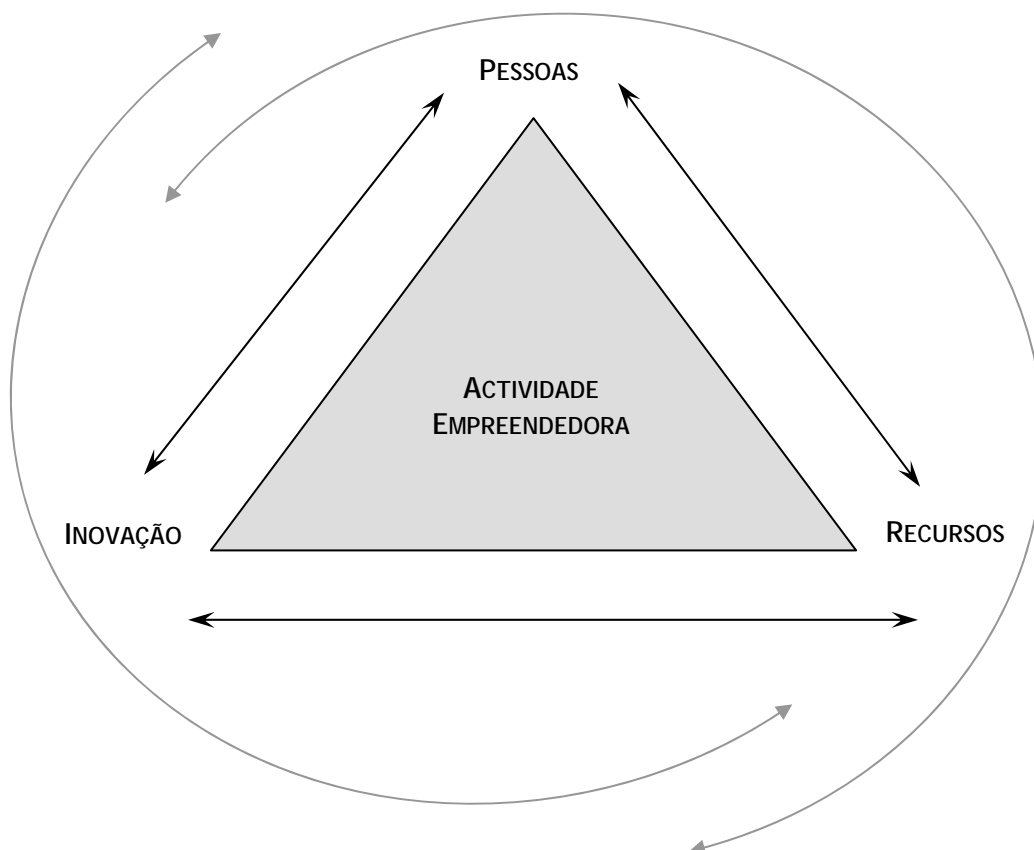 PESSOAS
ACTIVIDADE
EMPREENDEDORA
INOVAÇÃO
RECURSOS